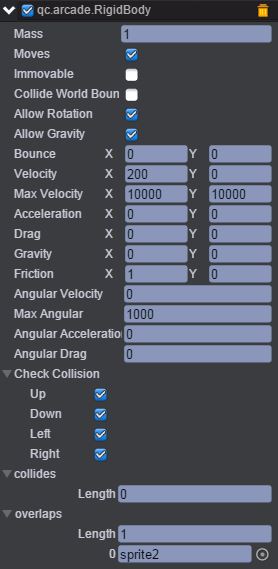 qc.arcade.RigidBody
Mass 1
Moves
Immovable
Collide World Boun
Allow Rotation
Allow Gravity
Bounce X 0 Y 0
Velocity X 200 Y 0
Max Velocity X 10000 Y 10000
Acceleration X 0 Y 0
Drag X 0 Y 0
Gravity X 0 Y 0
Friction X 1 Y 0
Angular Velocity 0
Max Angular 1000
Angular Acceleration 0
Angular Drag 0
Check Collision
Up
Down
Left
Right
collides
Length 0
overlaps
Length 1
0 sprite2